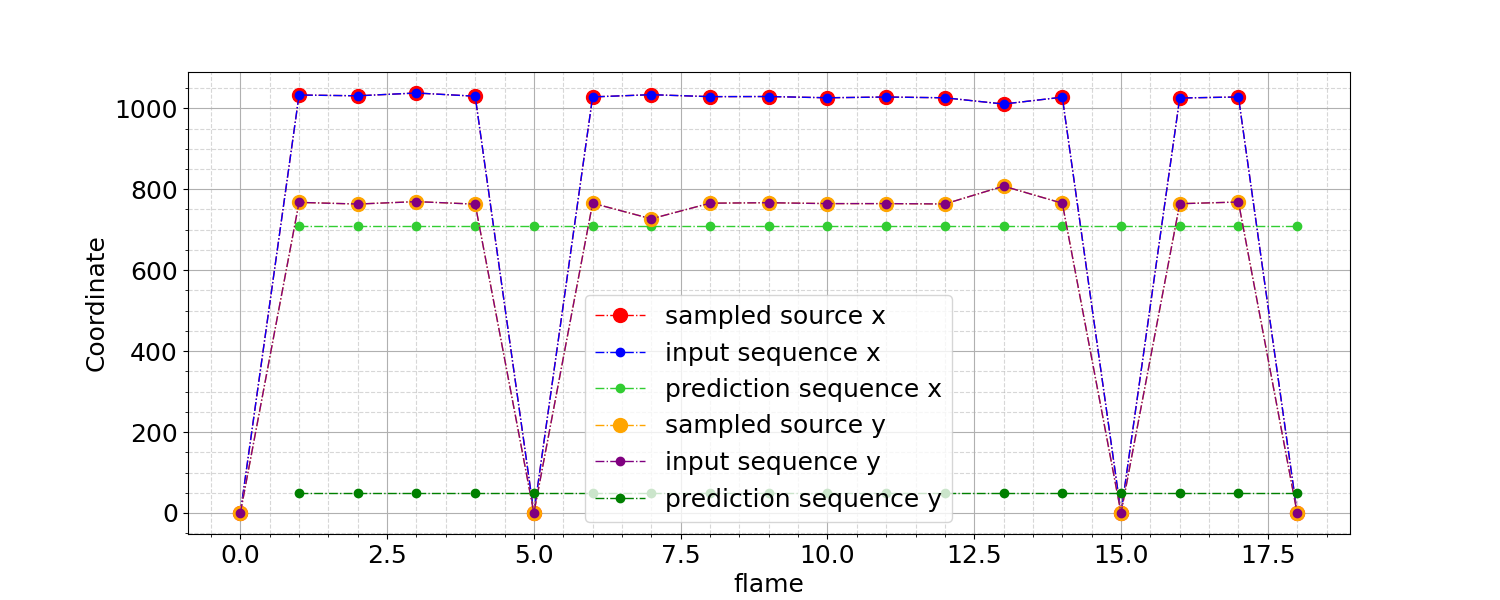 1000
800
600
400
200
0
Coordinate
sampled source x
input sequence x
prediction sequence x
sampled source y
input sequence y
prediction sequence y
0.0 2.5 5.0 7.5 10.0 12.5 15.0 17.5
flame